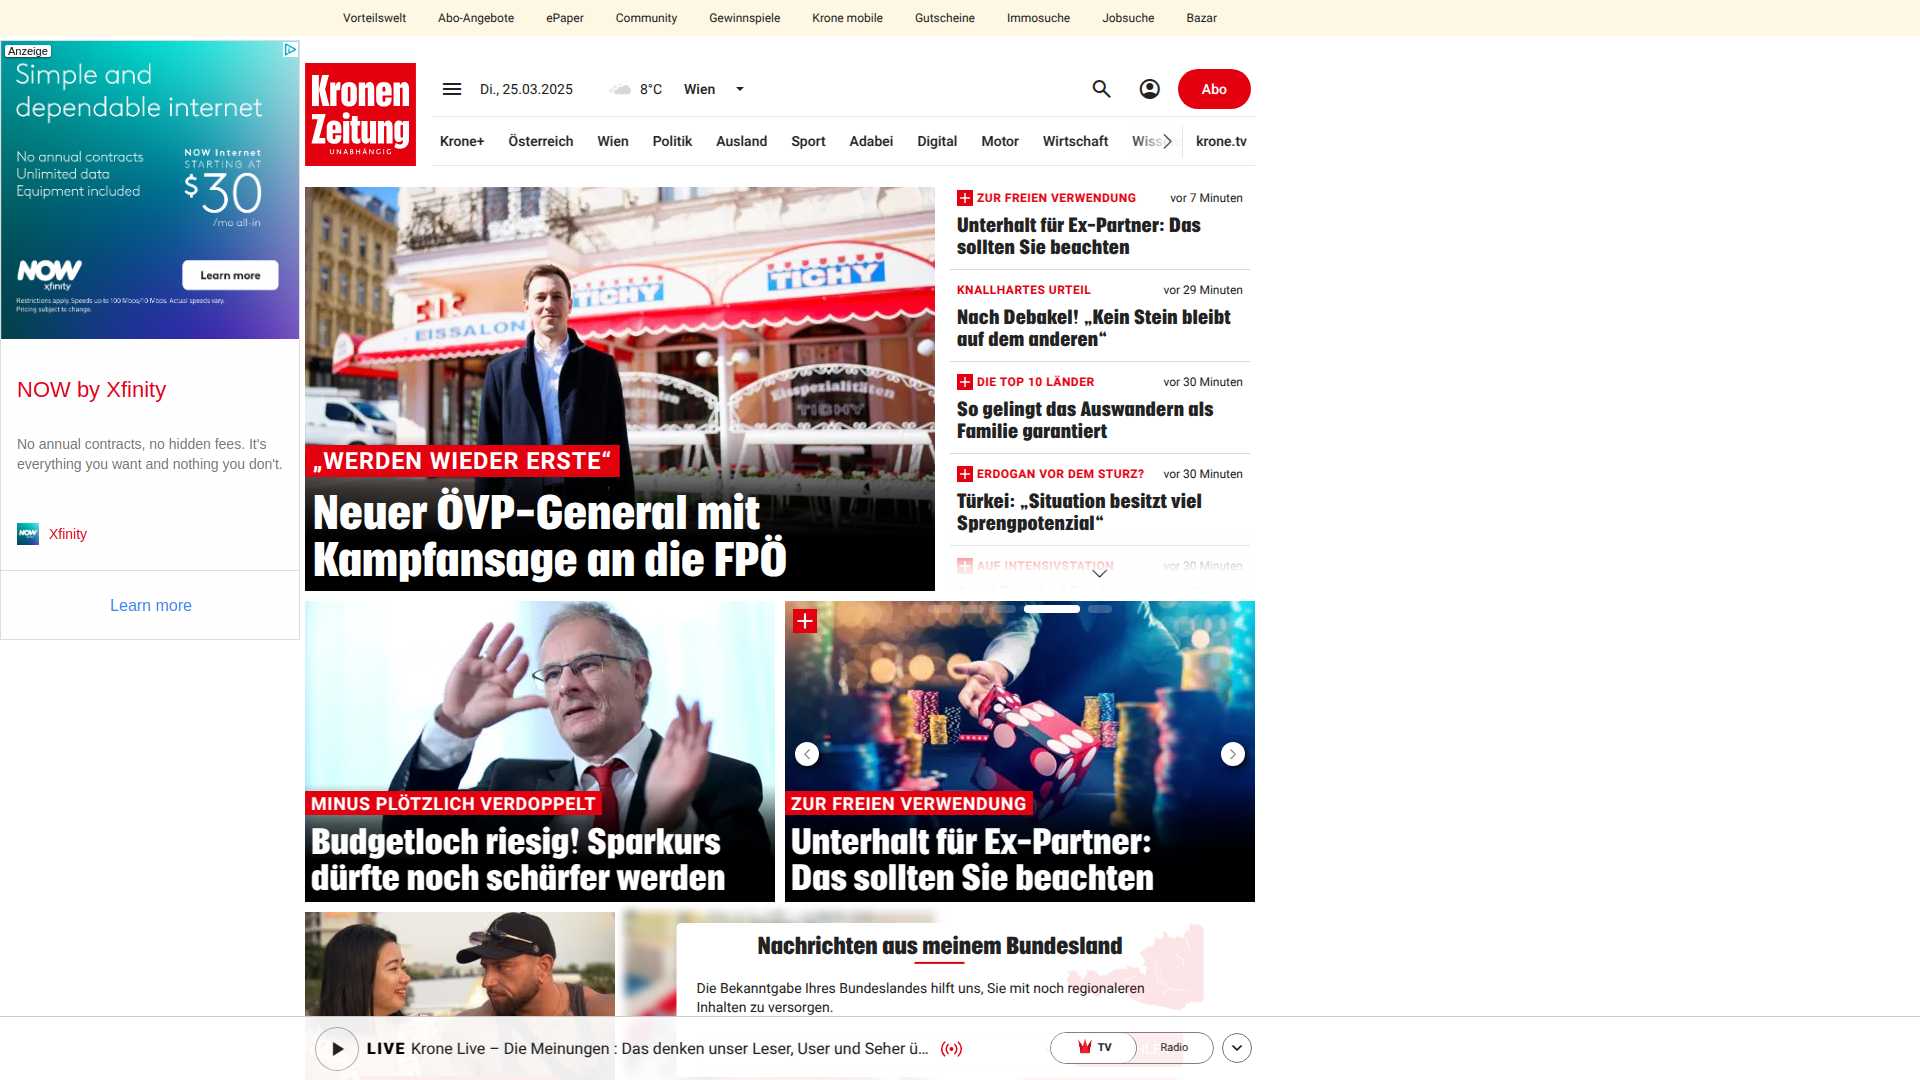 Vorteilswelt Abo-Angebote ePaper Community Gewinnspiele Krone mobile Gutscheine Immosuche Jobsuche Bazar
Anzeige
Simple and
dependable internet
No annual contracts
Unlimited data
Equipment included
NOW Internet
STARTING AT
$30
/mo all-in
NOW
xfinity
Learn more
Restrictions apply. Speeds up to 100 Mbps/10 Mbps. Actual speeds vary.
Pricing subject to change.
NOW by Xfinity
No annual contracts, no hidden fees. It's
everything you want and nothing you don't.
NOW
Xfinity
Learn more
Kronen
Zeitung
UNABHÄNGIG
Di., 25.03.2025 8°C Wien
Abo
Krone+ Österreich Wien Politik Ausland Sport Adabei Digital Motor Wirtschaft Wiss krone.tv
TICHY
TICHY
EIS
EISSALON
Eisspezialitäten
TICHY
„WERDEN WIEDER ERSTE“
Neuer ÖVP-General mit
Kampfansage an die FPÖ
ZUR FREIEN VERWENDUNG vor 7 Minuten
Unterhalt für Ex-Partner: Das
sollten Sie beachten
KNALLHARTES URTEIL vor 29 Minuten
Nach Debakel! „Kein Stein bleibt
auf dem anderen“
DIE TOP 10 LÄNDER vor 30 Minuten
So gelingt das Auswandern als
Familie garantiert
ERDOGAN VOR DEM STURZ? vor 30 Minuten
Türkei: „Situation besitzt viel
Sprengpotenzial“
AUF INTENSIVSTATION vor 30 Minuten
MINUS PLÖTZLICH VERDOPPELT
Budgetloch riesig! Sparkurs
dürfte noch schärfer werden
ZUR FREIEN VERWENDUNG
Unterhalt für Ex-Partner:
Das sollten Sie beachten
Nachrichten aus meinem Bundesland
Die Bekanntgabe Ihres Bundeslandes hilft uns, Sie mit noch regionaleren
Inhalten zu versorgen.
LIVE Krone Live – Die Meinungen : Das denken unser Leser, User und Seher ü...
TV Radio